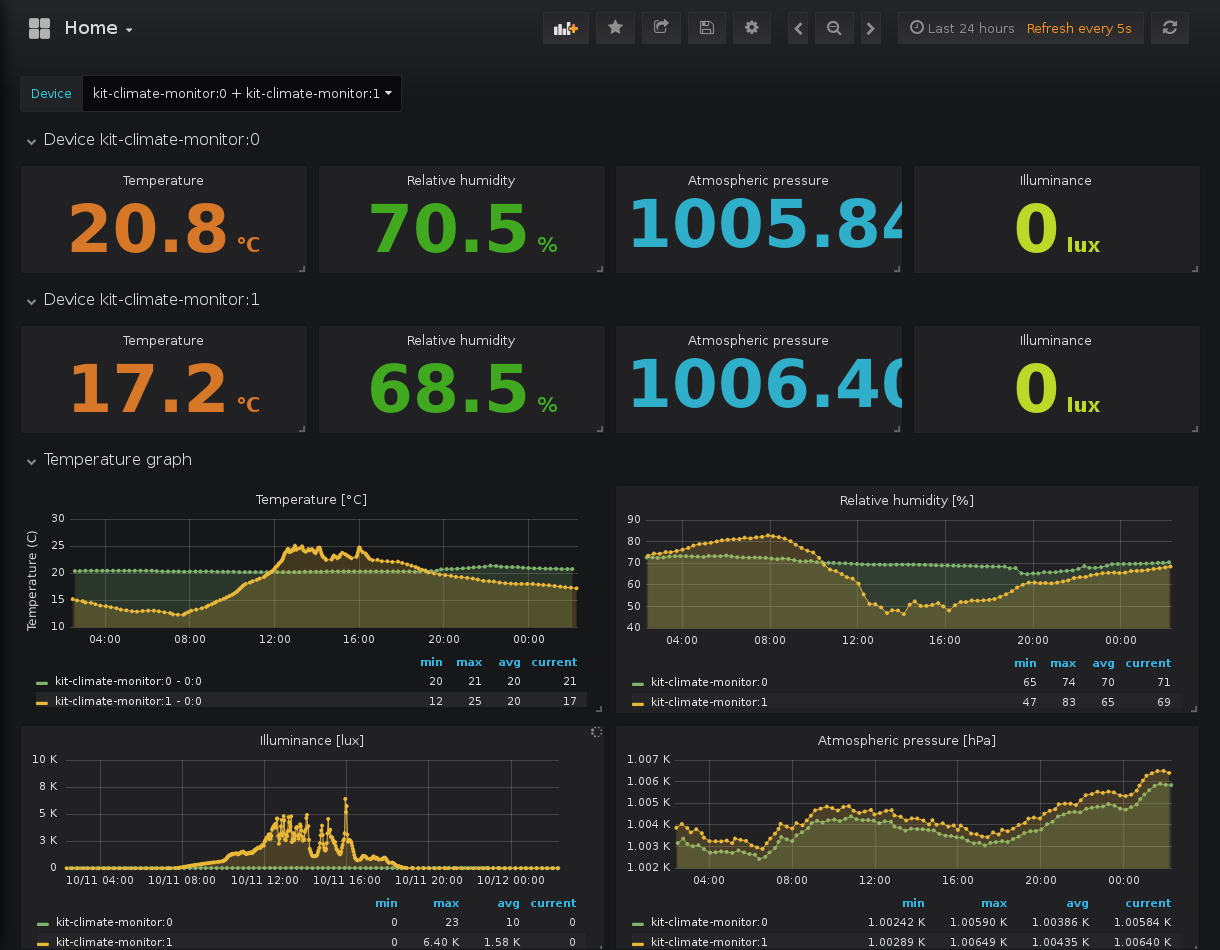 Home
Last 24 hours Refresh every 5s
Device kit-climate-monitor:0 + kit-climate-monitor:1
Device kit-climate-monitor:0
Temperature Relative humidity Atmospheric pressure Illuminance
20.8 °C 70.5 % 1005.84 0 lux
Device kit-climate-monitor:1
Temperature Relative humidity Atmospheric pressure Illuminance
17.2 °C 68.5 % 1006.40 0 lux
Temperature graph
Temperature [°C]
Temperature (C)
30
25
20
15
10
04:00 08:00 12:00 16:00 20:00 00:00
min max avg current
kit-climate-monitor:0 - 0:0 20 21 20 21
kit-climate-monitor:1 - 0:0 12 25 20 17
Relative humidity [%]
90
80
70
60
50
40
04:00 08:00 12:00 16:00 20:00 00:00
min max avg current
kit-climate-monitor:0 65 74 70 71
kit-climate-monitor:1 47 83 65 69
Illuminance [lux]
10 K
8 K
5 K
3 K
0
10/11 04:00 10/11 08:00 10/11 12:00 10/11 16:00 10/11 20:00 10/12 00:00
min max avg current
kit-climate-monitor:0 0 23 10 0
kit-climate-monitor:1 0 6.40 K 1.58 K 0
Atmospheric pressure [hPa]
1.007 K
1.006 K
1.005 K
1.004 K
1.003 K
1.002 K
04:00 08:00 12:00 16:00 20:00 00:00
min max avg current
kit-climate-monitor:0 1.00242 K 1.00590 K 1.00386 K 1.00584 K
kit-climate-monitor:1 1.00289 K 1.00649 K 1.00435 K 1.00640 K